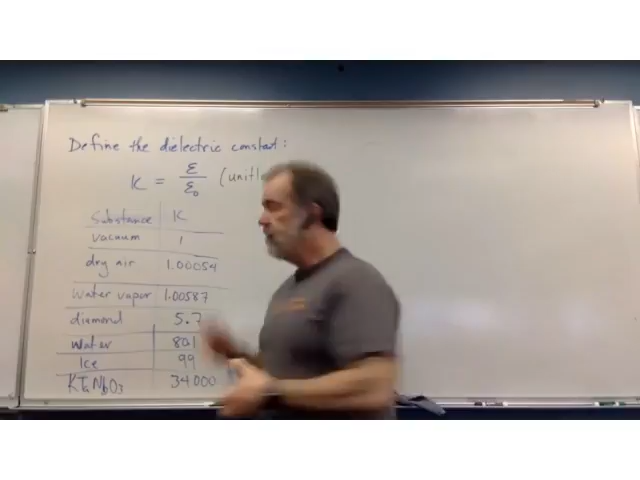 Define the dielectric constant:
K = ε/ε₀ (unitl
Substance K
vacuum 1
dry air 1.00054
water vapor 1.00587
diamond 5.7
water 80.1
Ice 99
KTaNbO3 34000